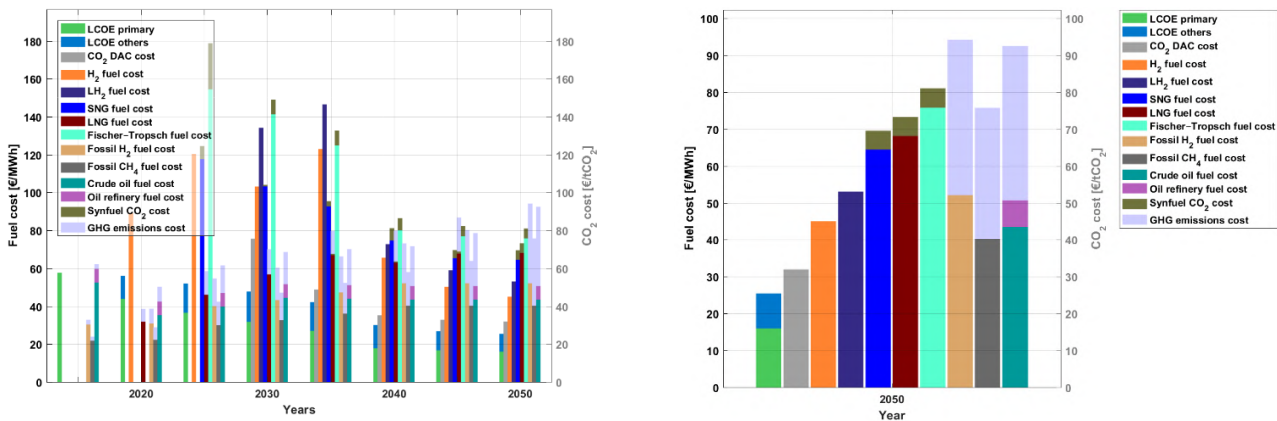 LCOE primary
LCOE others
CO2 DAC cost
H2 fuel cost
LH2 fuel cost
SNG fuel cost
LNG fuel cost
Fischer-Tropsch fuel cost
Fossil H2 fuel cost
Fossil CH4 fuel cost
Crude oil fuel cost
Oil refinery fuel cost
Synfuel CO2 cost
GHG emissions cost
Fuel cost [€/MWh]
180
160
140
120
100
80
60
40
20
0
2020
2030
2040
2050
Years
180
160
140
120
100
80
60
40
20
0
CO2 cost [€/tCO2]
Fuel cost [€/MWh]
100
90
80
70
60
50
40
30
20
10
0
2050
Year
100
90
80
70
60
50
40
30
20
10
0
CO2 cost [€/tCO2]
LCOE primary
LCOE others
CO2 DAC cost
H2 fuel cost
LH2 fuel cost
SNG fuel cost
LNG fuel cost
Fischer-Tropsch fuel cost
Fossil H2 fuel cost
Fossil CH4 fuel cost
Crude oil fuel cost
Oil refinery fuel cost
Synfuel CO2 cost
GHG emissions cost